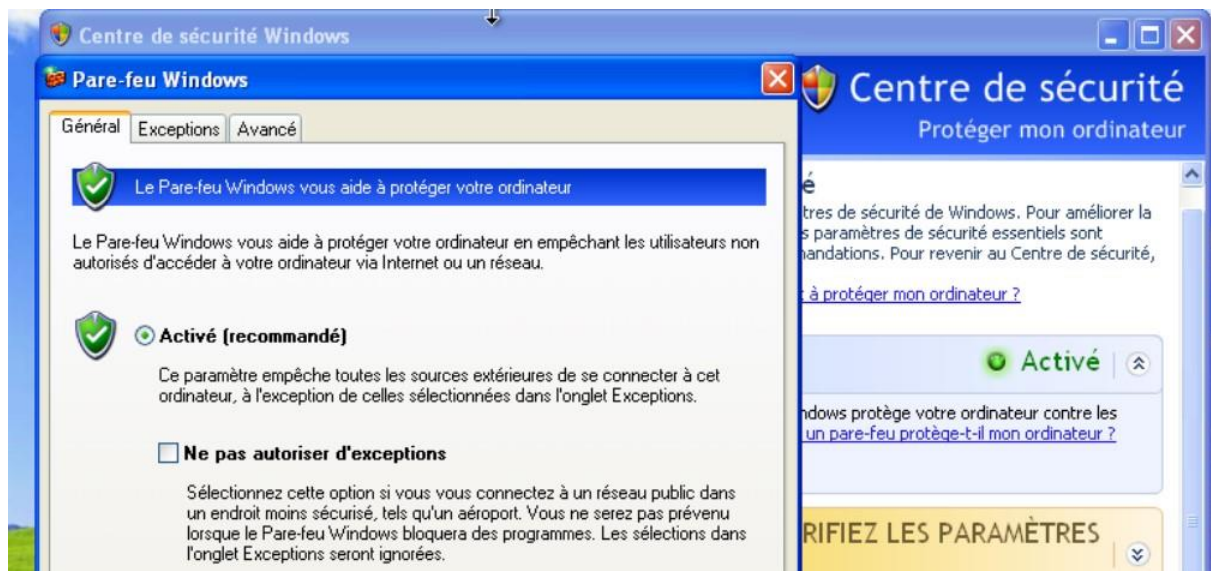 Centre de sécurité Windows
Pare-feu Windows
Centre de sécurité
Protéger mon ordinateur
Général Exceptions Avancé
Le Pare-feu Windows vous aide à protéger votre ordinateur
Le Pare-feu Windows vous aide à protéger votre ordinateur en empêchant les utilisateurs non
autorisés d'accéder à votre ordinateur via Internet ou un réseau.
Activé (recommandé)
Ce paramètre empêche toutes les sources extérieures de se connecter à cet
ordinateur, à l'exception de celles sélectionnées dans l'onglet Exceptions.
Ne pas autoriser d'exceptions
Sélectionnez cette option si vous vous connectez à un réseau public dans
un endroit moins sécurisé, tels qu'un aéroport. Vous ne serez pas prévenu
lorsque le Pare-feu Windows bloquera des programmes. Les sélections dans
l'onglet Exceptions seront ignorées.
é
tres de sécurité de Windows. Pour améliorer la
s paramètres de sécurité essentiels sont
mandations. Pour revenir au Centre de sécurité,
à protéger mon ordinateur ?
Activé
ndows protège votre ordinateur contre les
un pare-feu protège-t-il mon ordinateur ?
RIFIEZ LES PARAMÈTRES